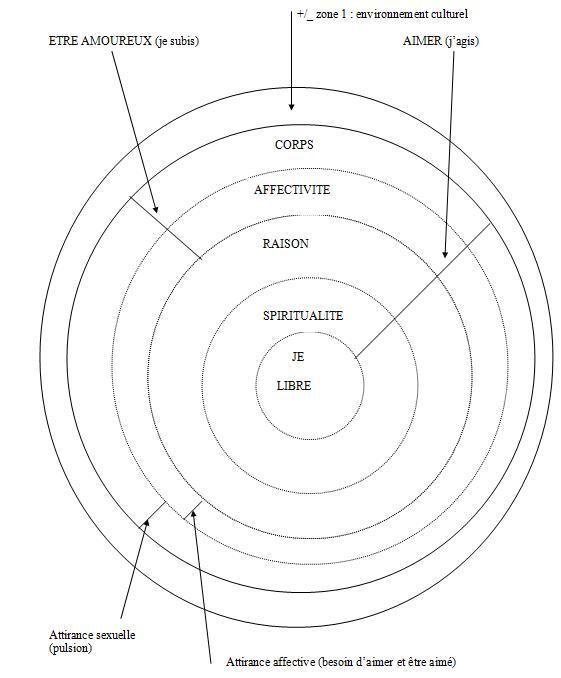 +/_ zone 1 : environnement culturel
ETRE AMOUREUX (je subis)
AIMER (j’agis)
CORPS
AFFECTIVITE
RAISON
SPIRITUALITE
JE
LIBRE
Attirance sexuelle
(pulsion)
Attirance affective (besoin d’aimer et être aimé)